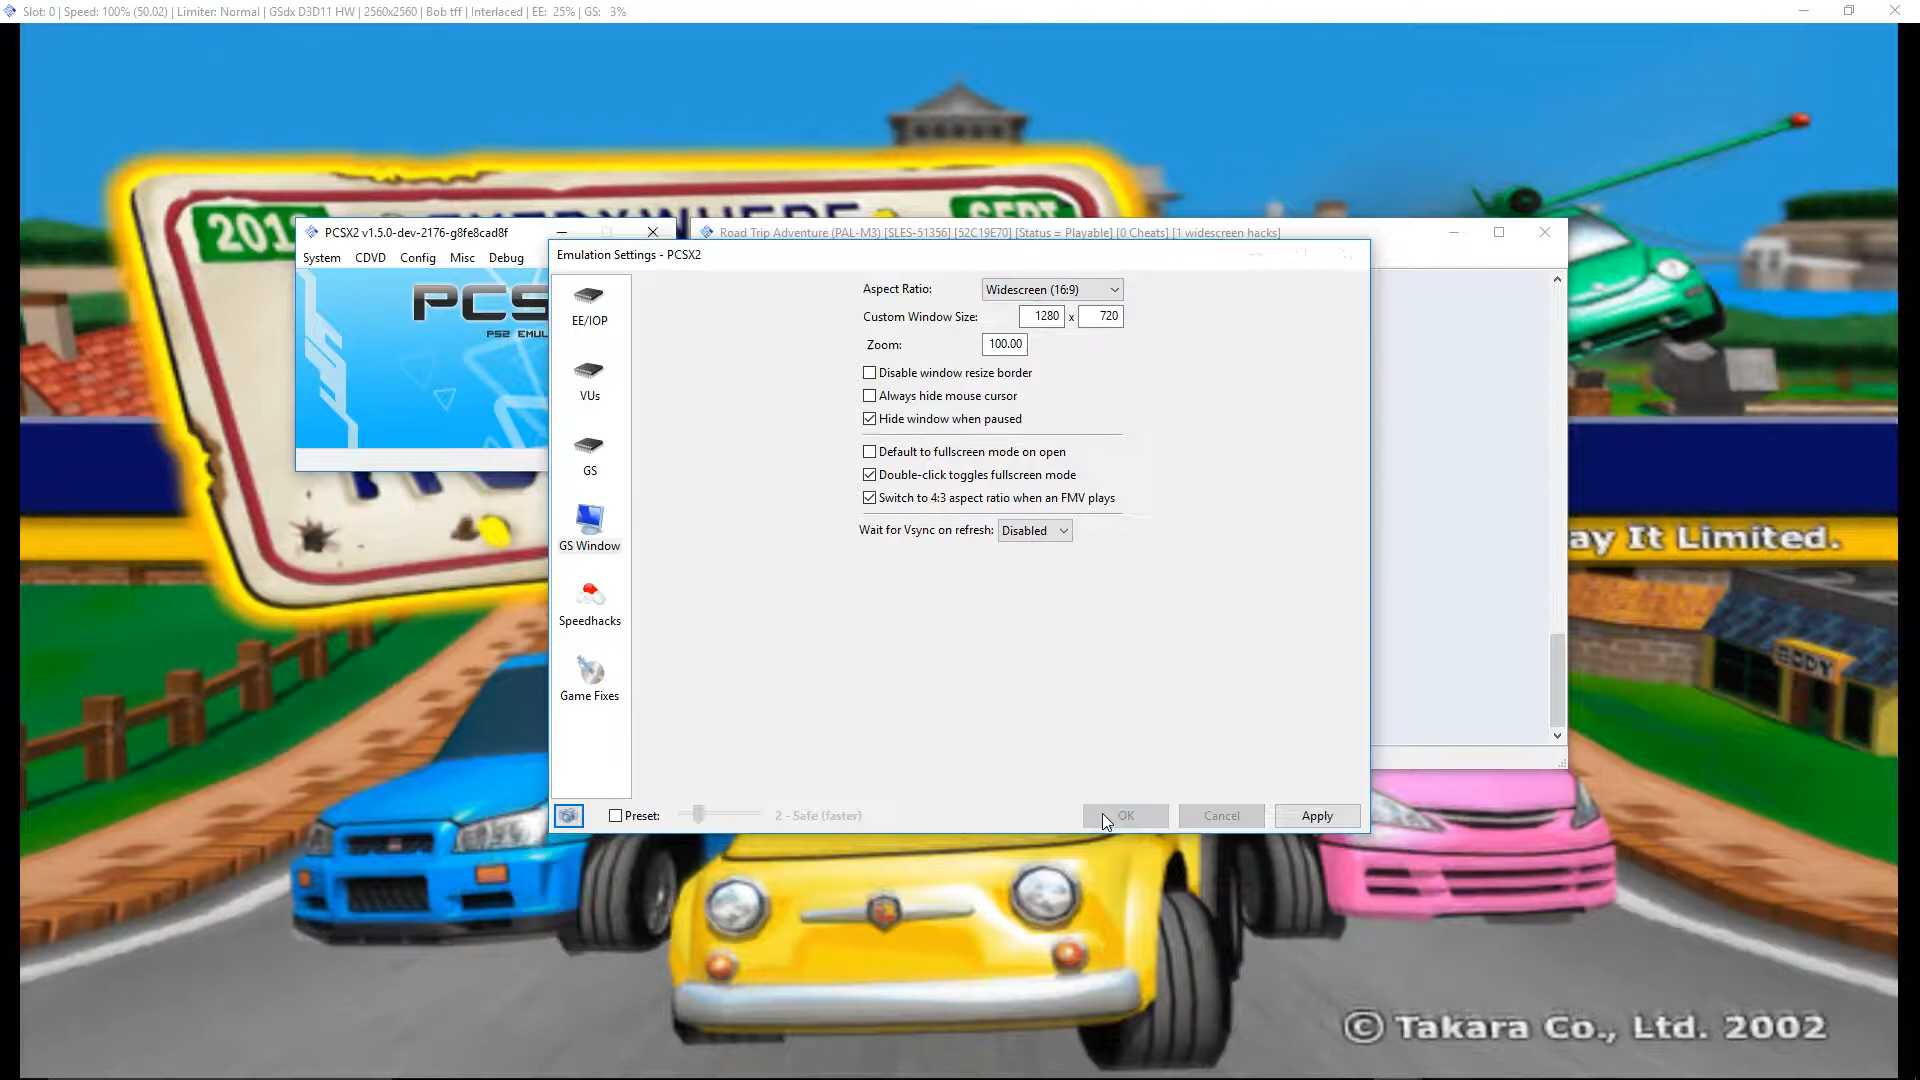 Slot: 0 | Speed: 100% (50.02) | Limiter: Normal | GSdx D3D11 HW | 2560x2560 | Bob tff | Interlaced | EE: 25% | GS: 3%
SEPT
PCSX2 v1.5.0-dev-2176-g8fe8cad8f
Road Trip Adventure (PAL-M3) [SLES-51356] [52C19E70] [Status = Playable] [0 Cheats] [1 widescreen hacks]
System CDVD Config Misc Debug
Emulation Settings - PCSX2
EE/IOP
VUs
GS
GS Window
Speedhacks
Game Fixes
Aspect Ratio: Widescreen (16:9)
Custom Window Size: 1280 x 720
Zoom: 100.00
Disable window resize border
Always hide mouse cursor
Hide window when paused
Default to fullscreen mode on open
Double-click toggles fullscreen mode
Switch to 4:3 aspect ratio when an FMV plays
Wait for Vsync on refresh: Disabled
ay It Limited.
BODY
Preset: 2 - Safe (faster) OK Cancel Apply
© Takara Co., Ltd. 2002